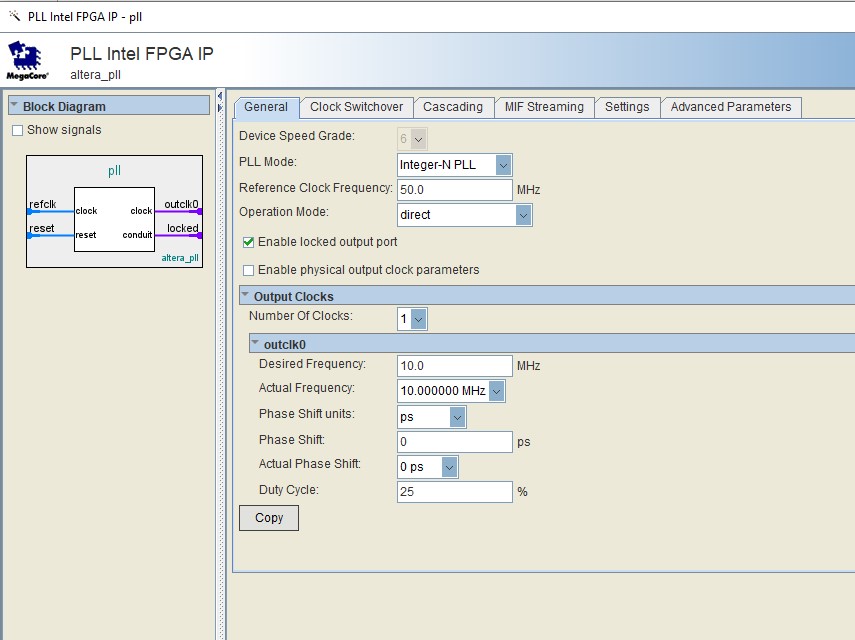 PLL Intel FPGA IP - pll
PLL Intel FPGA IP
altera_pll
MegaCore®
Block Diagram
Show signals
pll
refclk
clock
clock
outclk0
reset
reset
conduit
locked
altera_pll
General
Clock Switchover
Cascading
MIF Streaming
Settings
Advanced Parameters
Device Speed Grade: 6
PLL Mode: Integer-N PLL
Reference Clock Frequency: 50.0 MHz
Operation Mode: direct
Enable locked output port
Enable physical output clock parameters
Output Clocks
Number Of Clocks: 1
outclk0
Desired Frequency: 10.0 MHz
Actual Frequency: 10.000000 MHz
Phase Shift units: ps
Phase Shift: 0 ps
Actual Phase Shift: 0 ps
Duty Cycle: 25 %
Copy